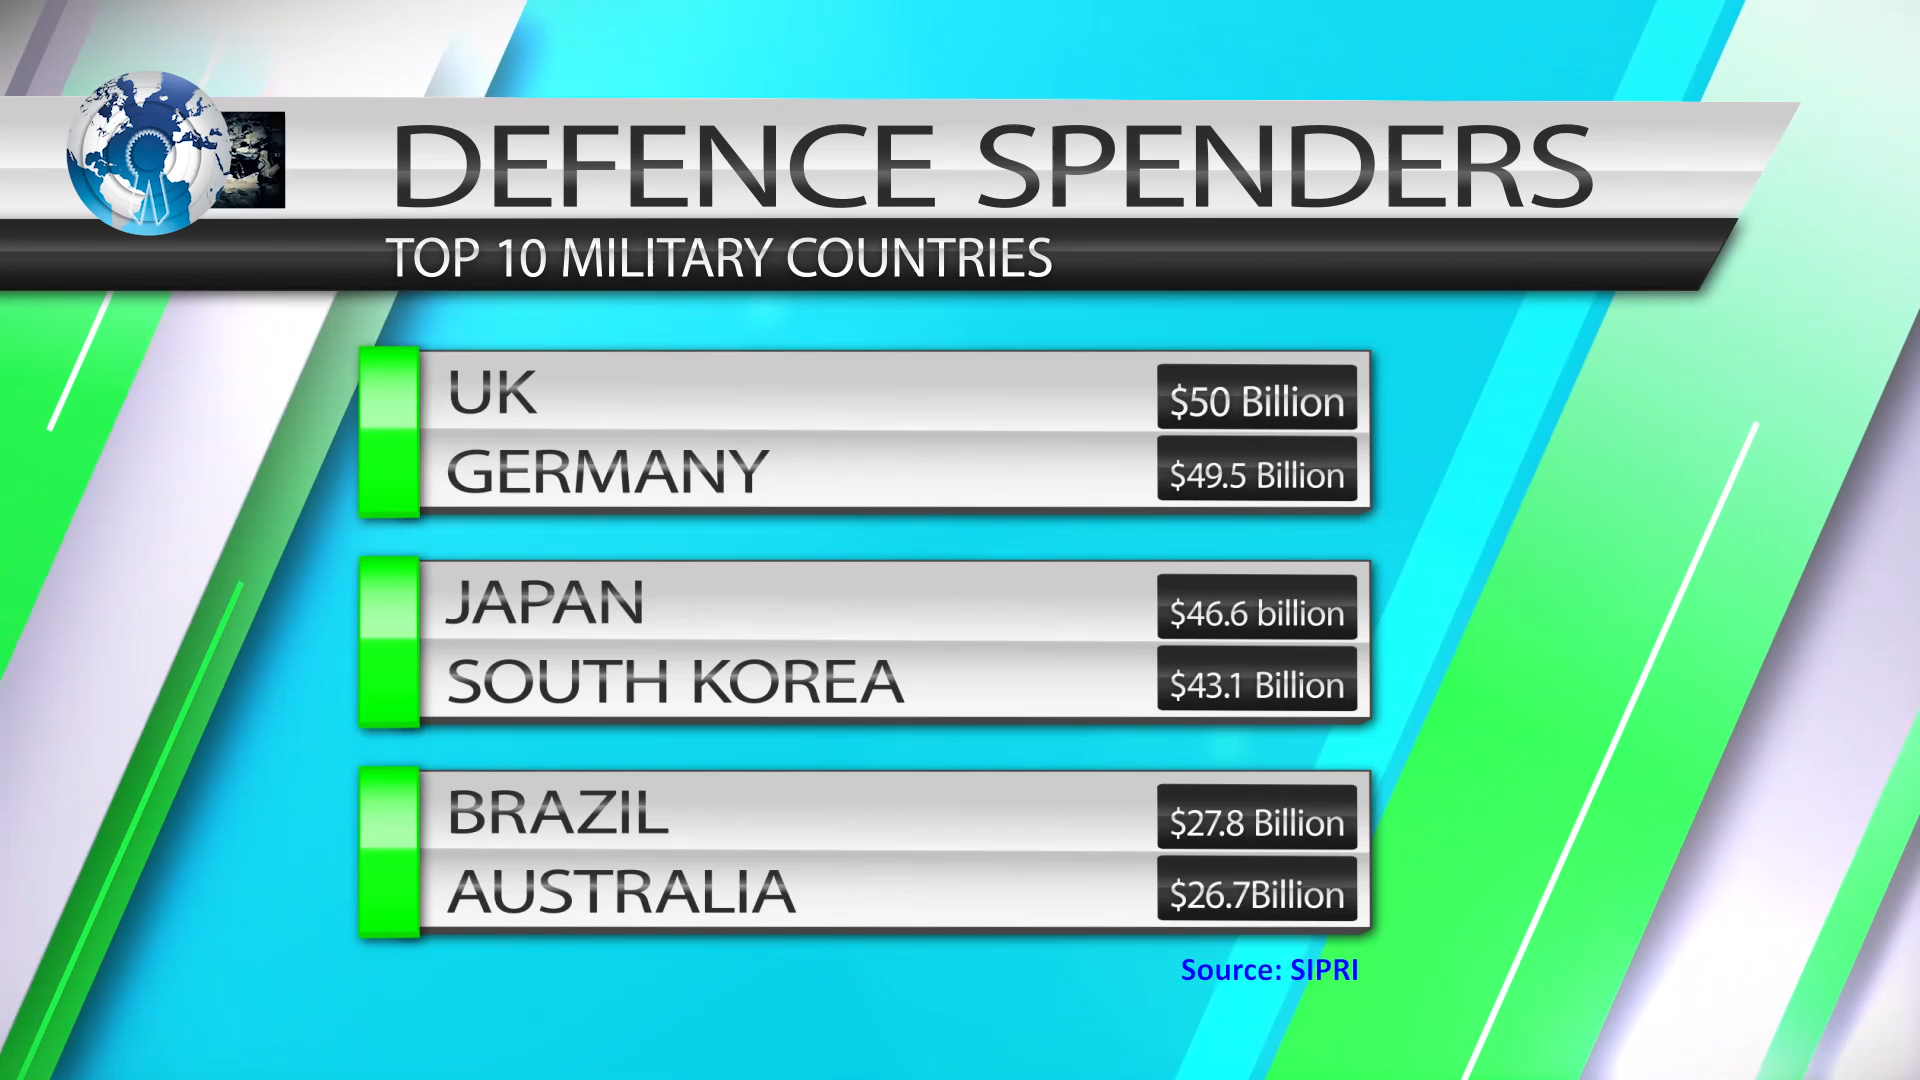 DEFENCE SPENDERS
TOP 10 MILITARY COUNTRIES
UK $50 Billion
GERMANY $49.5 Billion
JAPAN $46.6 billion
SOUTH KOREA $43.1 Billion
BRAZIL $27.8 Billion
AUSTRALIA $26.7Billion
Source: SIPRI